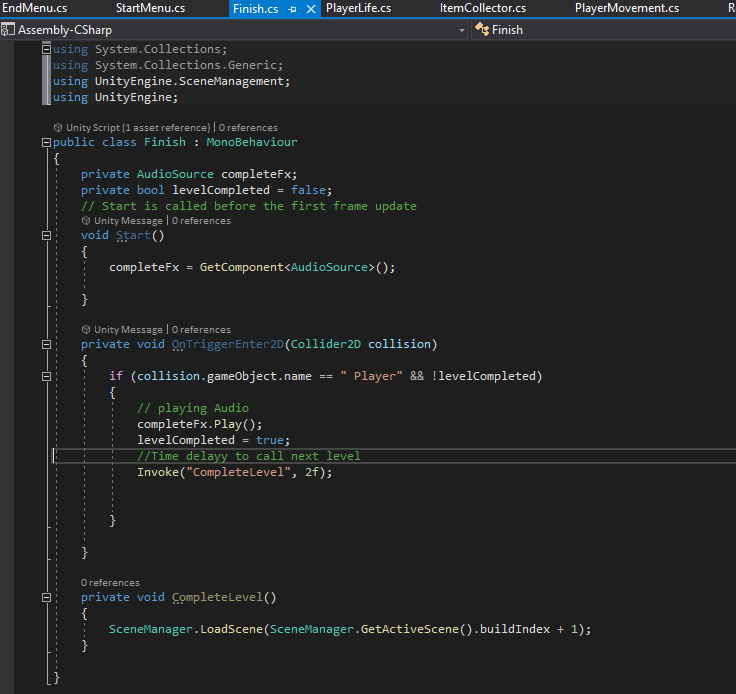 EndMenu.cs StartMenu.cs Finish.cs PlayerLife.cs ItemCollector.cs PlayerMovement.cs R
Assembly-CSharp Finish
using System.Collections;
using System.Collections.Generic;
using UnityEngine.SceneManagement;
using UnityEngine;
Unity Script (1 asset reference) | 0 references
public class Finish : MonoBehaviour
{
private AudioSource completeFx;
private bool levelCompleted = false;
// Start is called before the first frame update
Unity Message | 0 references
void Start()
{
completeFx = GetComponent<AudioSource>();
}
Unity Message | 0 references
private void OnTriggerEnter2D(Collider2D collision)
{
if (collision.gameObject.name == " Player" && !levelCompleted)
{
// playing Audio
completeFx.Play();
levelCompleted = true;
//Time delayy to call next level
Invoke("CompleteLevel", 2f);
}
}
0 references
private void CompleteLevel()
{
SceneManager.LoadScene(SceneManager.GetActiveScene().buildIndex + 1);
}
}